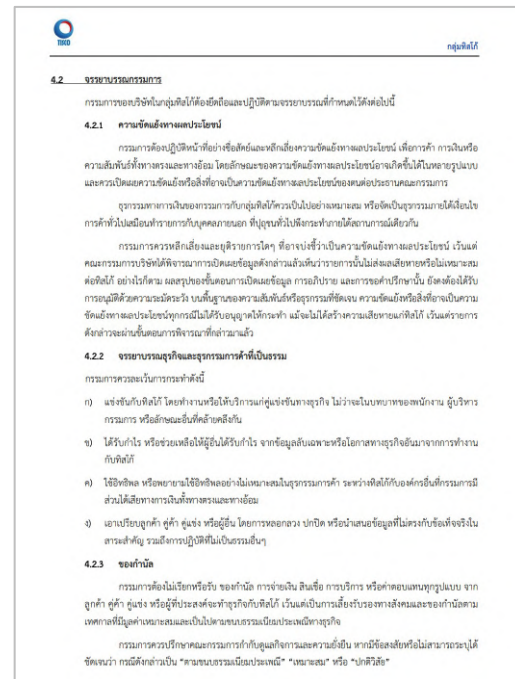 TISCO
กลุ่มทิสโก้
4.2 จรรยาบรรณกรรมการ
กรรมการของบริษัทในกลุ่มทิสโก้ต้องยึดถือและปฏิบัติตามจรรยาบรรณที่กำหนดไว้ดังต่อไปนี้
4.2.1 ความขัดแย้งทางผลประโยชน์
กรรมการต้องปฏิบัติหน้าที่อย่างซื่อสัตย์และหลีกเลี่ยงความขัดแย้งทางผลประโยชน์ เพื่อการค้า การเงินหรือ
ความสัมพันธ์ทั้งทางตรงและทางอ้อม โดยลักษณะของความขัดแย้งทางผลประโยชน์อาจเกิดขึ้นได้ในหลายรูปแบบ
และควรเปิดเผยความขัดแย้งหรือสิ่งที่อาจเป็นความขัดแย้งทางผลประโยชน์ของตนต่อประธานคณะกรรมการ
ธุรกรรมทางการเงินของกรรมการกับกลุ่มทิสโก้ควรเป็นไปอย่างเหมาะสม หรือจัดเป็นธุรกรรมภายใต้เงื่อนไข
การค้าทั่วไปเสมือนทำรายการกับบุคคลภายนอก ที่ปุถุชนทั่วไปพึงกระทำภายใต้สถานการณ์เดียวกัน
กรรมการควรหลีกเลี่ยงและยุติรายการใดๆ ที่อาจบ่งชี้ว่าเป็นความขัดแย้งทางผลประโยชน์ เว้นแต่
คณะกรรมการบริษัทได้พิจารณาการเปิดเผยข้อมูลดังกล่าวแล้วเห็นว่ารายการนั้นไม่ส่งผลเสียหายหรือไม่เหมาะสม
ต่อทิสโก้ อย่างไรก็ตาม ผลสรุปของขั้นตอนการเปิดเผยข้อมูล การอภิปราย และการขอคำปรึกษานั้น ยังคงต้องได้รับ
การอนุมัติด้วยความระมัดระวัง บนพื้นฐานของความสัมพันธ์หรือธุรกรรมที่ชัดเจน ความขัดแย้งหรือสิ่งที่อาจเป็นความ
ขัดแย้งทางผลประโยชน์ทุกกรณีไม่ได้รับอนุญาตให้กระทำ แม้จะไม่ได้สร้างความเสียหายแก่ทิสโก้ เว้นแต่รายการ
ดังกล่าวจะผ่านขั้นตอนการพิจารณาที่กล่าวมาแล้ว
4.2.2 จรรยาบรรณธุรกิจและธุรกรรมการค้าที่เป็นธรรม
กรรมการควรละเว้นการกระทำดังนี้
ก) แข่งขันกับทิสโก้ โดยทำงานหรือให้บริการแก่คู่แข่งขันทางธุรกิจ ไม่ว่าจะในบทบาทของพนักงาน ผู้บริหาร
กรรมการ หรือลักษณะอื่นที่คล้ายคลึงกัน
ข) ได้รับกำไร หรือช่วยเหลือให้ผู้อื่นได้รับกำไร จากข้อมูลลับเฉพาะหรือโอกาสทางธุรกิจอันมาจากการทำงาน
กับทิสโก้
ค) ใช้อิทธิพล หรือพยายามใช้อิทธิพลอย่างไม่เหมาะสมในธุรกรรมการค้า ระหว่างทิสโก้กับองค์กรอื่นที่กรรมการมี
ส่วนได้เสียทางการเงินทั้งทางตรงและทางอ้อม
ง) เอาเปรียบลูกค้า คู่ค้า คู่แข่ง หรือผู้อื่น โดยการหลอกลวง ปกปิด หรือนำเสนอข้อมูลที่ไม่ตรงกับข้อเท็จจริงใน
สาระสำคัญ รวมถึงการปฏิบัติที่ไม่เป็นธรรมอื่นๆ
4.2.3 ของกำนัล
กรรมการต้องไม่เรียกหรือรับ ของกำนัล การจ่ายเงิน สินเชื่อ การบริการ หรือค่าตอบแทนทุกรูปแบบ จาก
ลูกค้า คู่ค้า คู่แข่ง หรือผู้ที่ประสงค์จะทำธุรกิจกับทิสโก้ เว้นแต่เป็นการเลี้ยงรับรองทางสังคมและของกำนัลตาม
เทศกาลที่มีมูลค่าเหมาะสมและเป็นไปตามขนบธรรมเนียมประเพณีทางธุรกิจ
กรรมการควรปรึกษาคณะกรรมการกำกับดูแลกิจการและความยั่งยืน หากมีข้อสงสัยหรือไม่สามารถระบุได้
ชัดเจนว่า กรณีดังกล่าวเป็น "ตามขนบธรรมเนียมประเพณี" "เหมาะสม" หรือ "ปกติวิสัย"